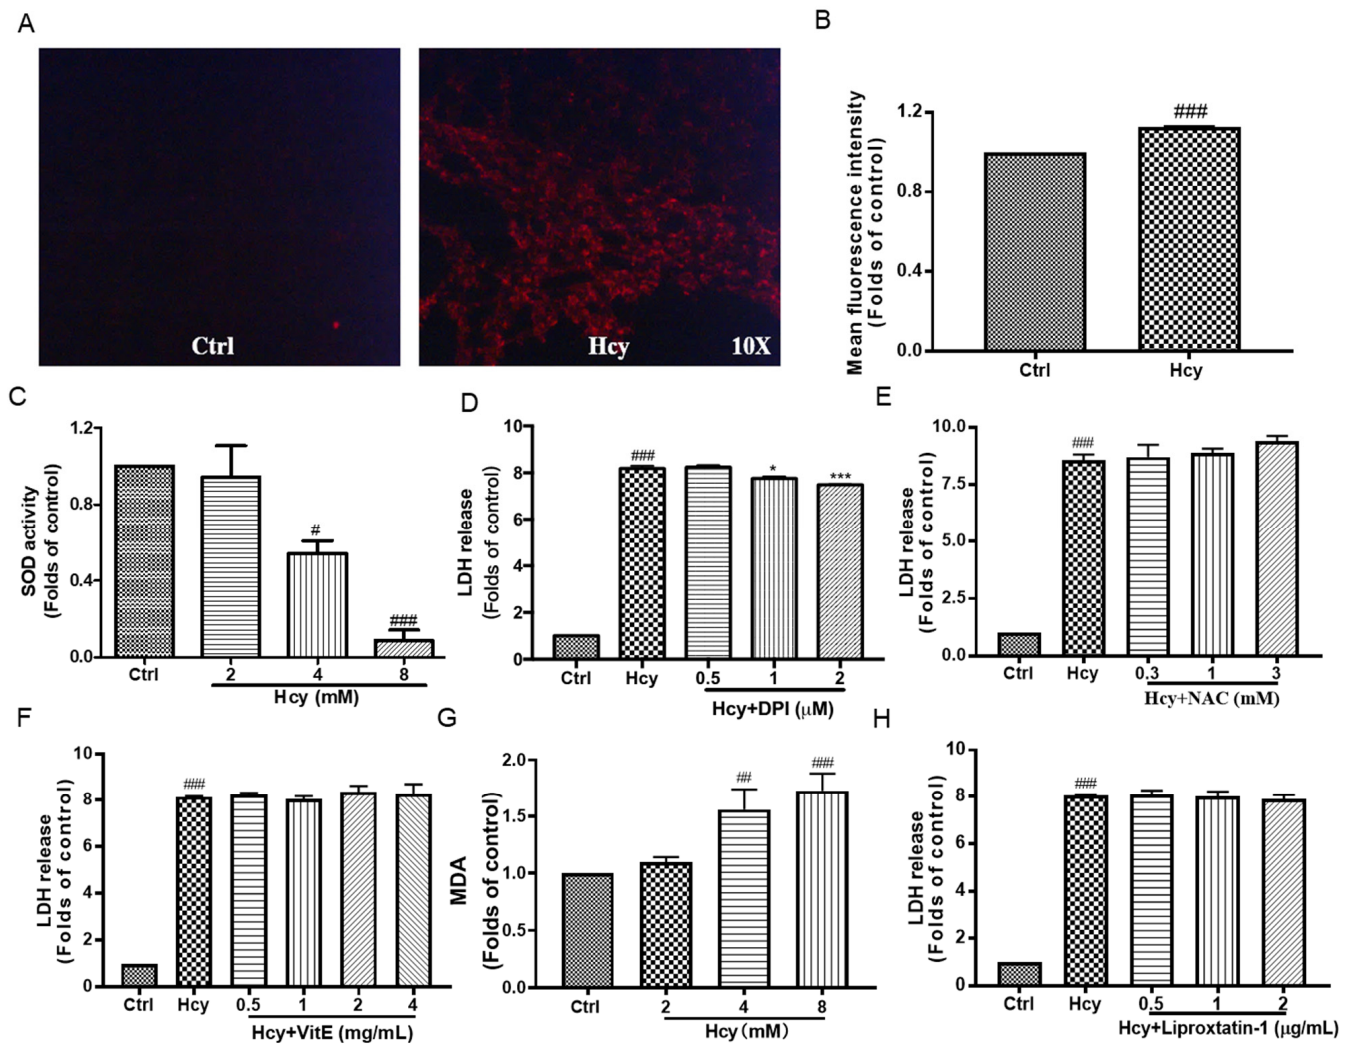 A
B
Ctrl
Hcy
10X
Mean fluorescence intensity
(Folds of control)
1.2
0.8
0.4
0.0
###
Ctrl
Hcy
C
SOD activity
(Folds of control)
1.2
0.8
0.4
0.0
#
###
Ctrl
2
4
8
Hcy (mM)
D
LDH release
(Folds of control)
10
8
6
4
2
0
###
*
***
Ctrl
Hcy
0.5
1
2
Hcy+DPI (μM)
E
LDH release
(Folds of control)
10.0
7.5
5.0
2.5
0.0
###
Ctrl
Hcy
0.3
1
3
Hcy+NAC (mM)
F
LDH release
(Folds of control)
10
8
6
4
2
0
###
Ctrl
Hcy
0.5
1
2
4
Hcy+VitE (mg/mL)
G
MDA
(Folds of control)
2.0
1.5
1.0
0.5
0.0
##
###
Ctrl
2
4
8
Hcy(mM)
H
LDH release
(Folds of control)
10
8
6
4
2
0
###
Ctrl
Hcy
0.5
1
2
Hcy+Liproxtatin-1 (μg/mL)